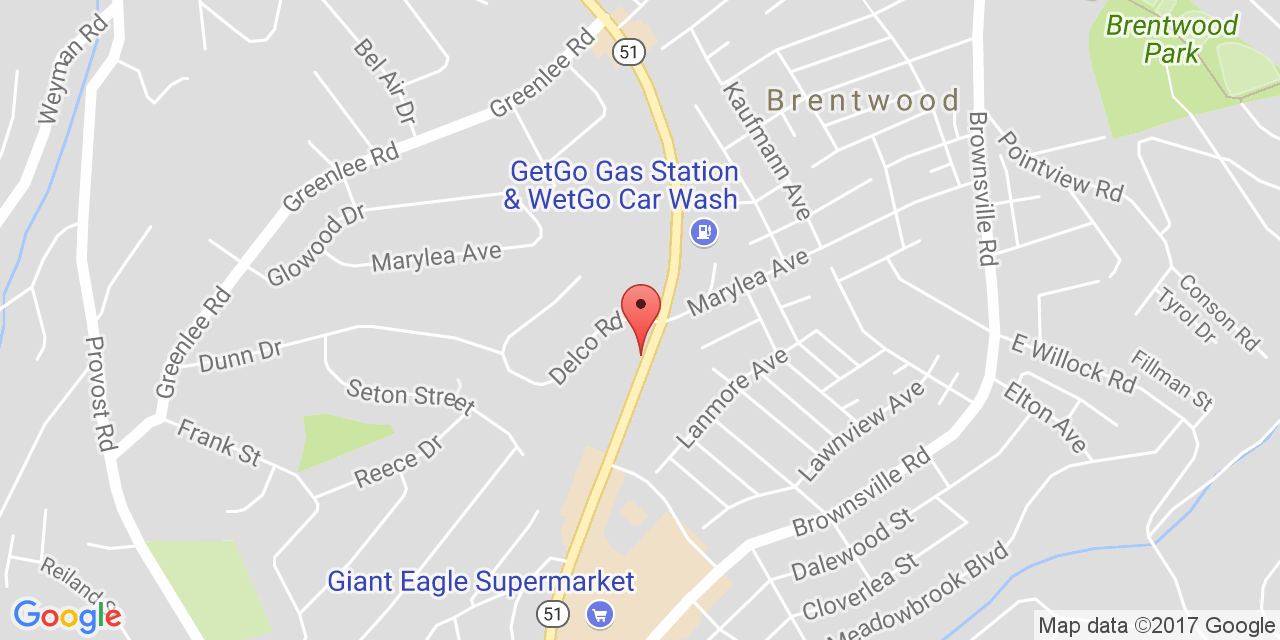 Weyman Rd
Bel Air Dr
Greenlee Rd
51
Brentwood
Park
Brentwood
Kaufmann Ave
Brownsville Rd
Pointview Rd
Greenlee Rd
GetGo Gas Station
& WetGo Car Wash
Glowood Dr
Marylea Ave
Marylea Ave
Conson Rd
Tyrol Dr
Greenlee Rd
Delco Rd
Dunn Dr
Provost Rd
E Willock Rd
Fillman St
Lanmore Ave
Seton Street
Elton Ave
Lawnview Ave
Frank St
Reece Dr
Brownsville Rd
Dalewood St
Cloverlea St
Meadowbrook Blvd
Reiland S
Giant Eagle Supermarket
51
Google
Map data ©2017 Google